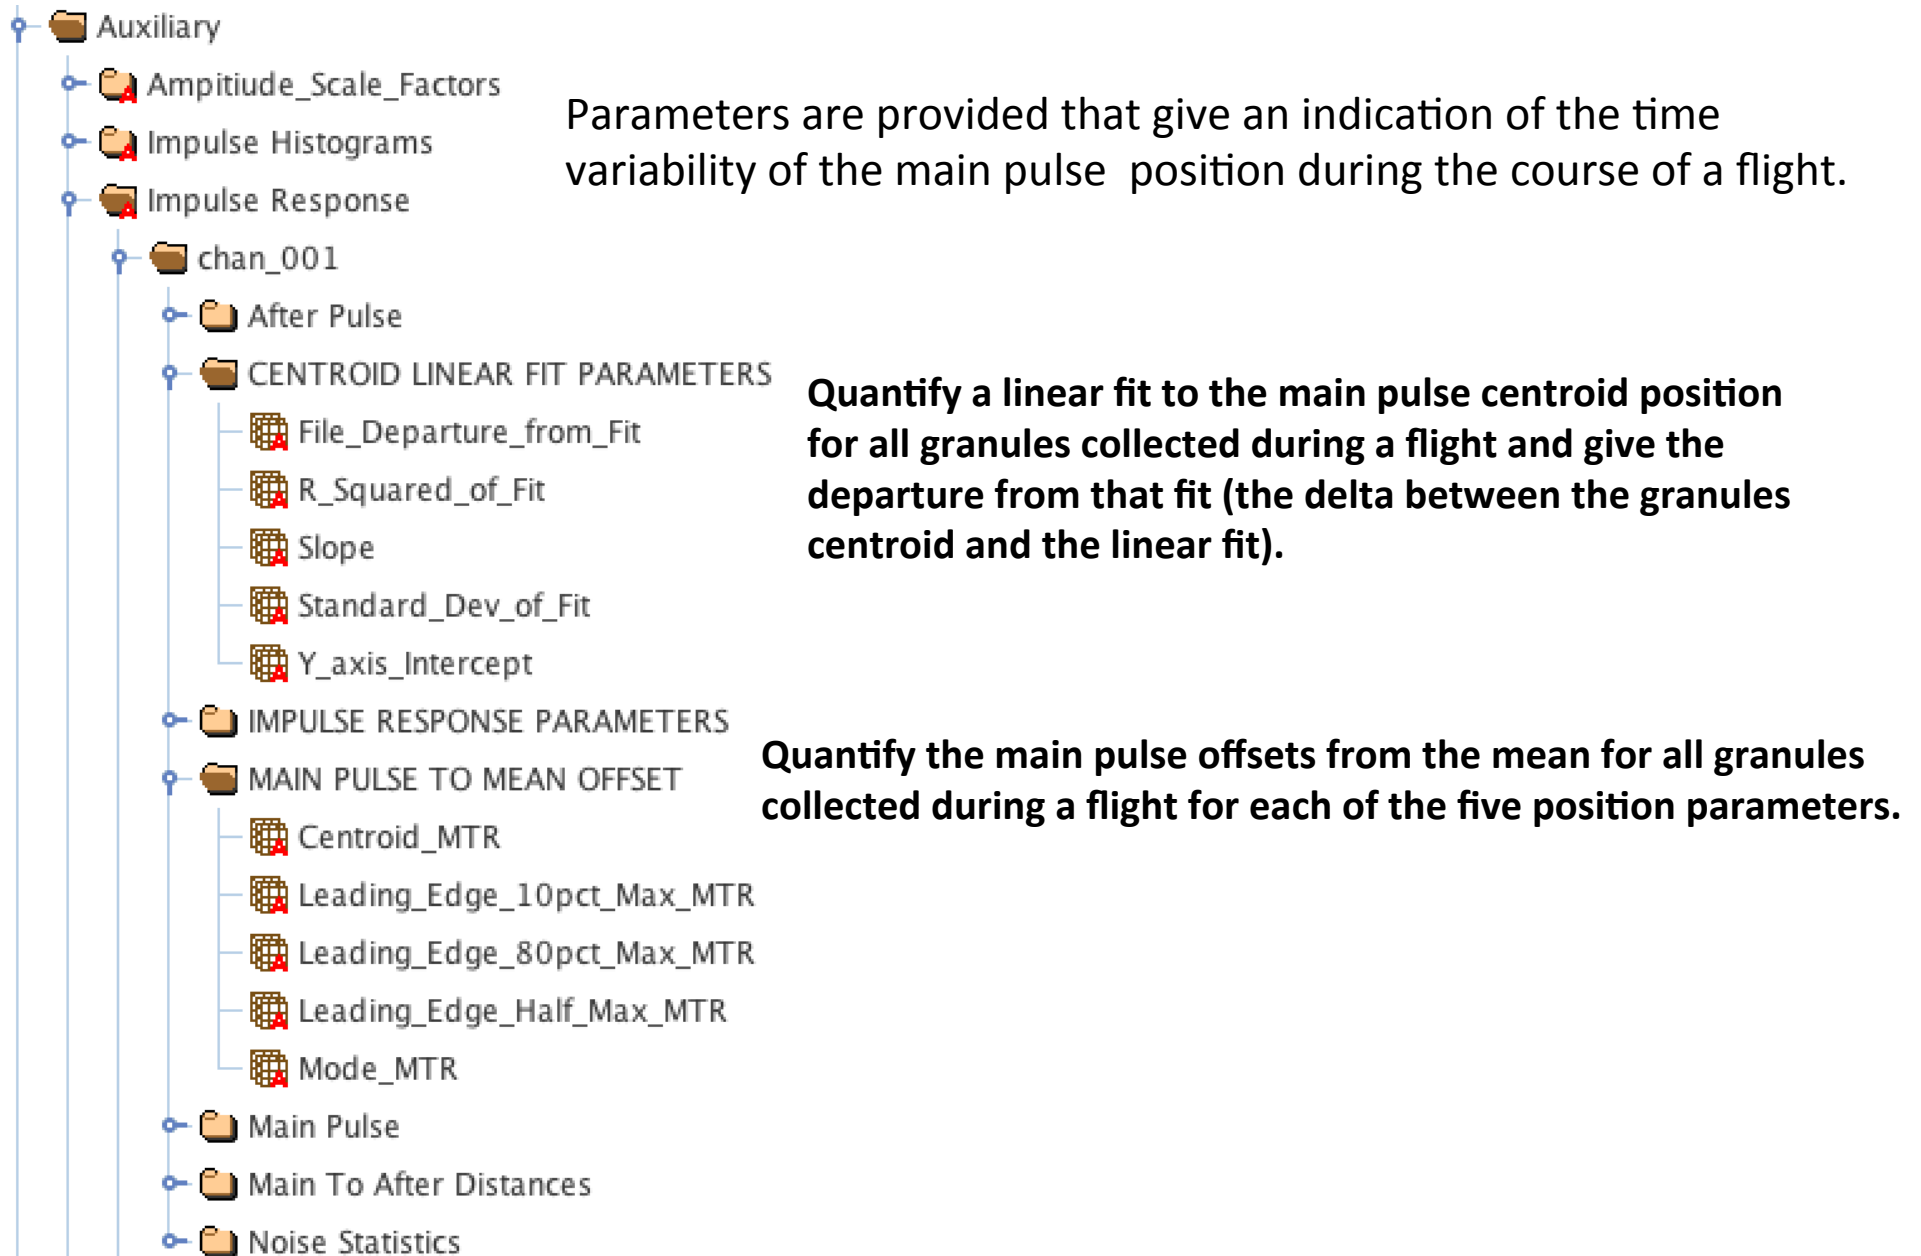 Auxiliary
Ampitiude_Scale_Factors
Impulse Histograms
Impulse Response
Parameters are provided that give an indication of the time
variability of the main pulse position during the course of a flight.
chan_001
After Pulse
CENTROID LINEAR FIT PARAMETERS
File_Departure_from_Fit
R_Squared_of_Fit
Slope
Standard_Dev_of_Fit
Y_axis_Intercept
Quantify a linear fit to the main pulse centroid position
for all granules collected during a flight and give the
departure from that fit (the delta between the granules
centroid and the linear fit).
IMPULSE RESPONSE PARAMETERS
MAIN PULSE TO MEAN OFFSET
Quantify the main pulse offsets from the mean for all granules
collected during a flight for each of the five position parameters.
Centroid_MTR
Leading_Edge_10pct_Max_MTR
Leading_Edge_80pct_Max_MTR
Leading_Edge_Half_Max_MTR
Mode_MTR
Main Pulse
Main To After Distances
Noise Statistics